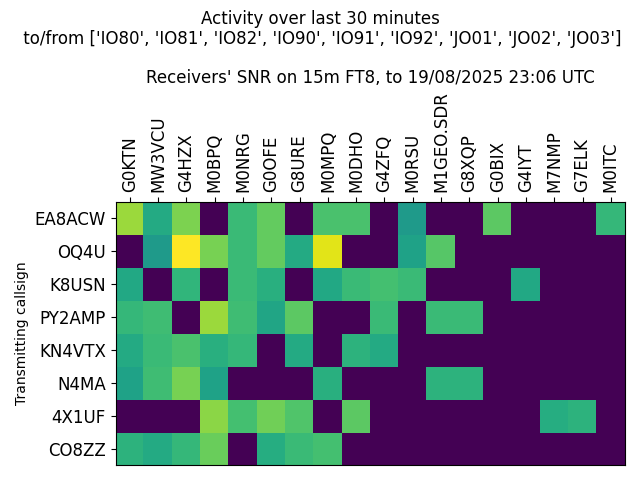 Activity over last 30 minutes
to/from ['IO80', 'IO81', 'IO82', 'IO90', 'IO91', 'IO92', 'JO01', 'JO02', 'JO03']
Receivers' SNR on 15m FT8, to 19/08/2025 23:06 UTC
G0KTN
MW3VCU
G4HZX
M0BPQ
M0NRG
G0OFE
G8URE
M0MPQ
M0DHO
G4ZFQ
M0RSU
M1GEO.SDR
G8XQP
G0BIX
G4IYT
M7NMP
G7ELK
M0ITC
Transmitting callsign
EA8ACW
OQ4U
K8USN
PY2AMP
KN4VTX
N4MA
4X1UF
CO8ZZ